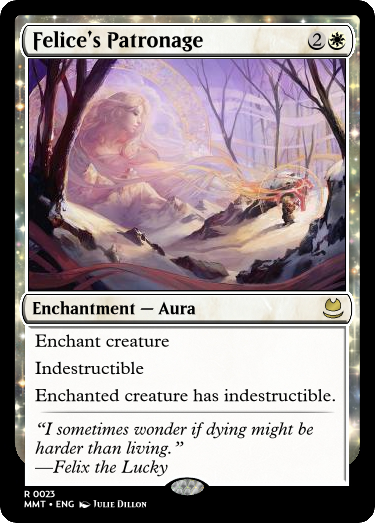 Felice's Patronage 2
Enchantment — Aura
Enchant creature
Indestructible
Enchanted creature has indestructible.
“I sometimes wonder if dying might be
harder than living.”
—Felix the Lucky
R 0023
MMT • ENG Julie Dillon